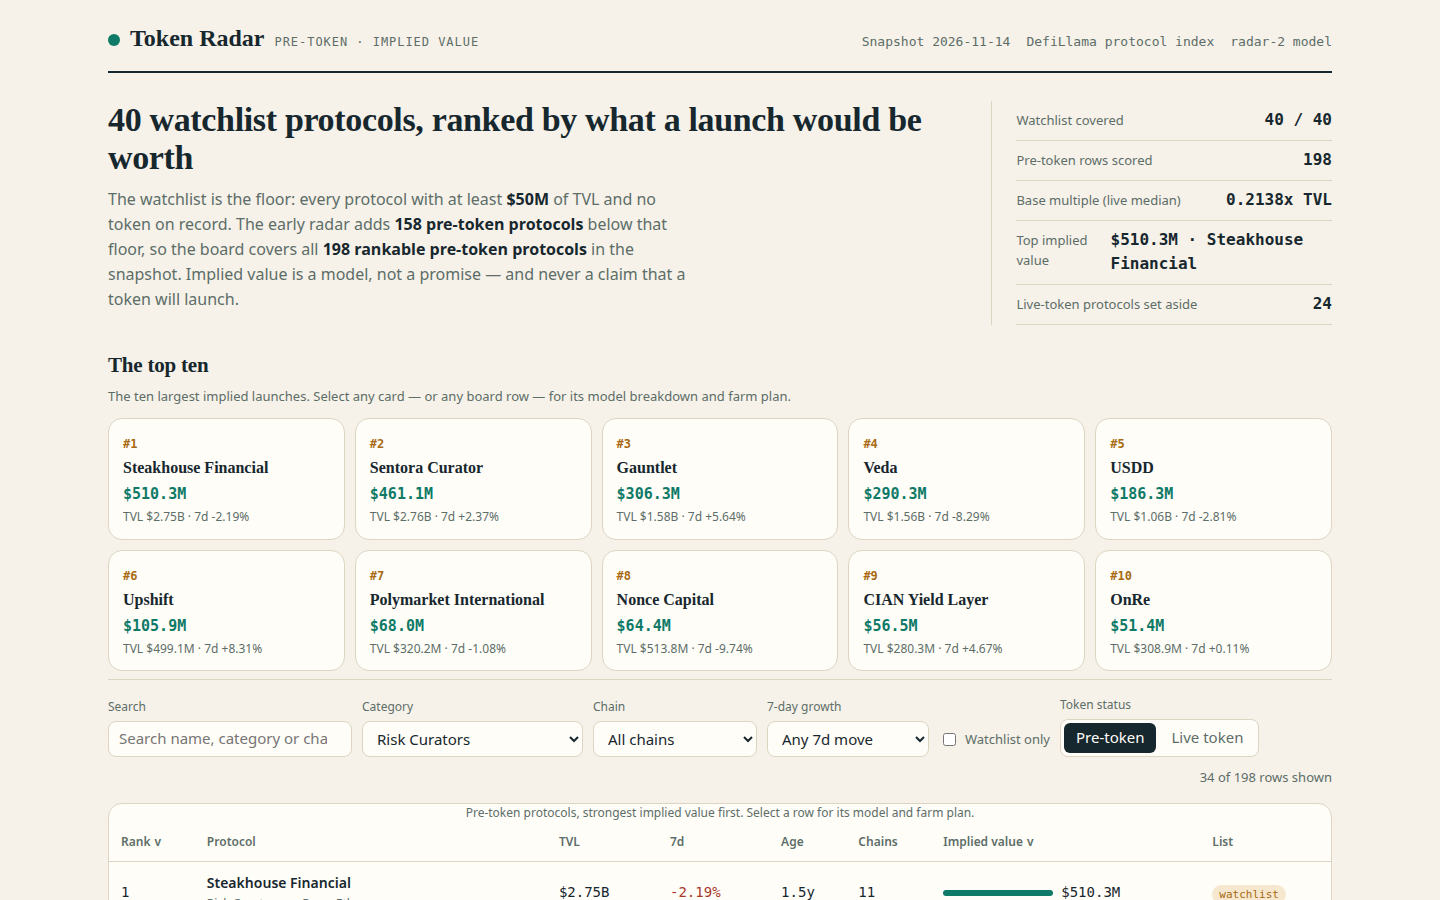 Token Radar PRE-TOKEN · IMPLIED VALUE
Snapshot 2026-11-14 DefiLlama protocol index radar-2 model
40 watchlist protocols, ranked by what a launch would be
worth
The watchlist is the floor: every protocol with at least $50M of TVL and no
token on record. The early radar adds 158 pre-token protocols below that
floor, so the board covers all 198 rankable pre-token protocols in the
snapshot. Implied value is a model, not a promise — and never a claim that a
token will launch.
Watchlist covered 40 / 40
Pre-token rows scored 198
Base multiple (live median) 0.2138x TVL
Top implied value $510.3M · Steakhouse Financial
Live-token protocols set aside 24
The top ten
The ten largest implied launches. Select any card — or any board row — for its model breakdown and farm plan.
#1
Steakhouse Financial
$510.3M
TVL $2.75B · 7d -2.19%
#2
Sentora Curator
$461.1M
TVL $2.76B · 7d +2.37%
#3
Gauntlet
$306.3M
TVL $1.58B · 7d +5.64%
#4
Veda
$290.3M
TVL $1.56B · 7d -8.29%
#5
USDD
$186.3M
TVL $1.06B · 7d -2.81%
#6
Upshift
$105.9M
TVL $499.1M · 7d +8.31%
#7
Polymarket International
$68.0M
TVL $320.2M · 7d -1.08%
#8
Nonce Capital
$64.4M
TVL $513.8M · 7d -9.74%
#9
CIAN Yield Layer
$56.5M
TVL $280.3M · 7d +4.67%
#10
OnRe
$51.4M
TVL $308.9M · 7d +0.11%
Search Category Chain 7-day growth Token status
Search name, category or cha Risk Curators All chains Any 7d move Watchlist only Pre-token Live token
34 of 198 rows shown
Pre-token protocols, strongest implied value first. Select a row for its model and farm plan.
Rank v Protocol TVL 7d Age Chains Implied value v List
1 Steakhouse Financial $2.75B -2.19% 1.5y 11 $510.3M watchlist